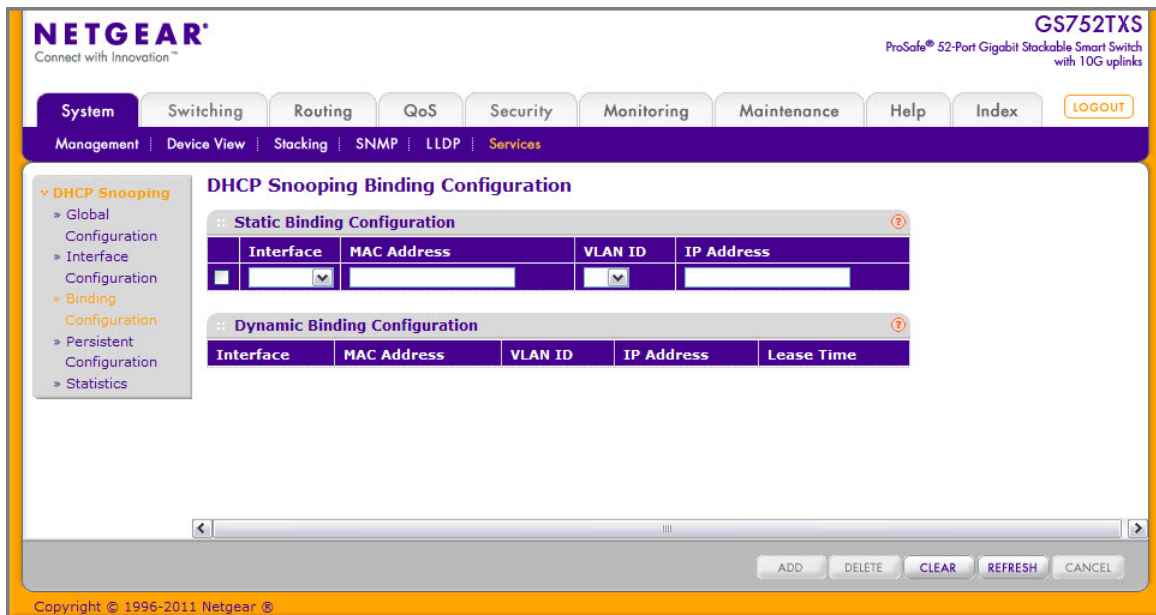 NETGEAR®
Connect with Innovation™
GS752TXS
ProSafe® 52-Port Gigabit Stackable Smart Switch
with 10G uplinks
System Switching Routing QoS Security Monitoring Maintenance Help Index LOGOUT
Management Device View Stacking SNMP LLDP Services
DHCP Snooping
» Global
Configuration
» Interface
Configuration
» Binding
Configuration
» Persistent
Configuration
» Statistics
DHCP Snooping Binding Configuration
Static Binding Configuration ?
Interface MAC Address VLAN ID IP Address
Dynamic Binding Configuration ?
Interface MAC Address VLAN ID IP Address Lease Time
ADD DELETE CLEAR REFRESH CANCEL
Copyright © 1996-2011 Netgear ®